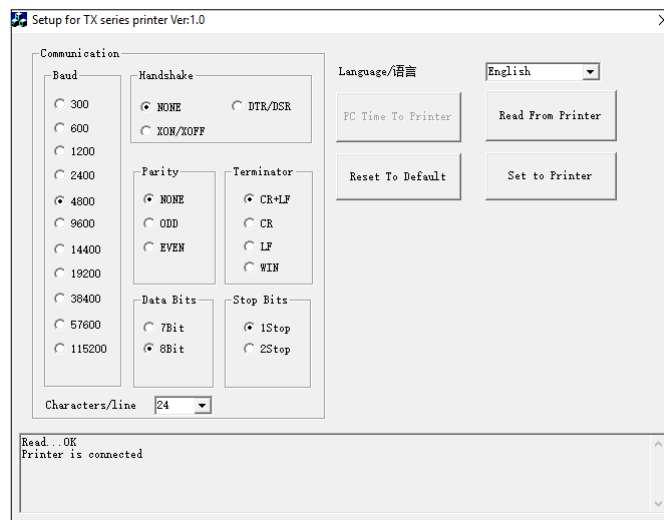 Setup for TX series printer Ver:1.0
Communication
Baud
300
600
1200
2400
4800
9600
14400
19200
38400
57600
115200
Handshake
NONE
DTR/DSR
XON/XOFF
Parity
NONE
ODD
EVEN
Terminator
CR+LF
CR
LF
WIN
Data Bits
7Bit
8Bit
Stop Bits
1Stop
2Stop
Characters/line 24
Language/语言 English
PC Time To Printer
Read From Printer
Reset To Default
Set to Printer
Read...OK
Printer is connected